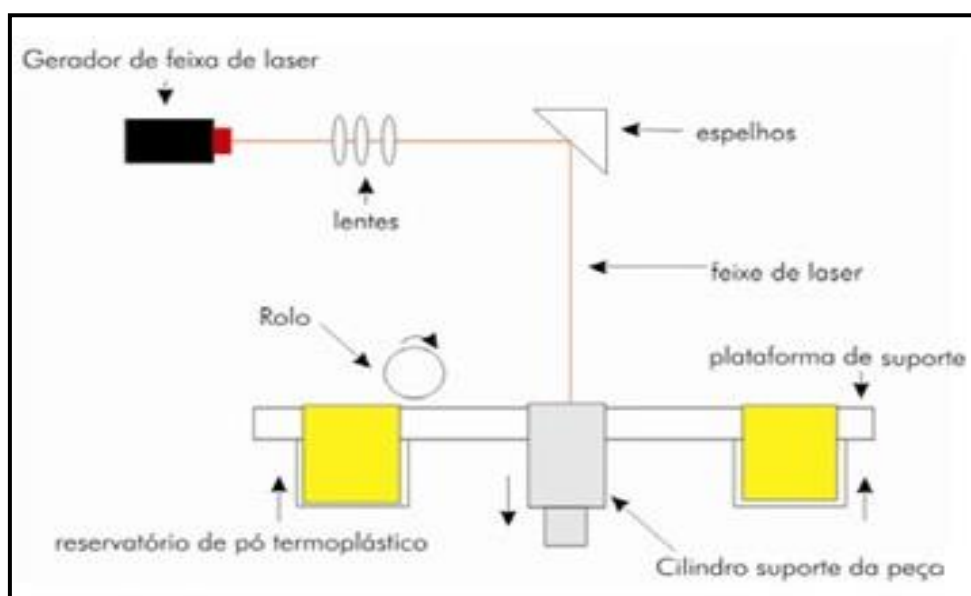 Gerador de feixa de laser
espelhos
lentes
feixe de laser
Rolo
plataforma de suporte
reservatório de pó termoplástico
Cilindro suporte da peça